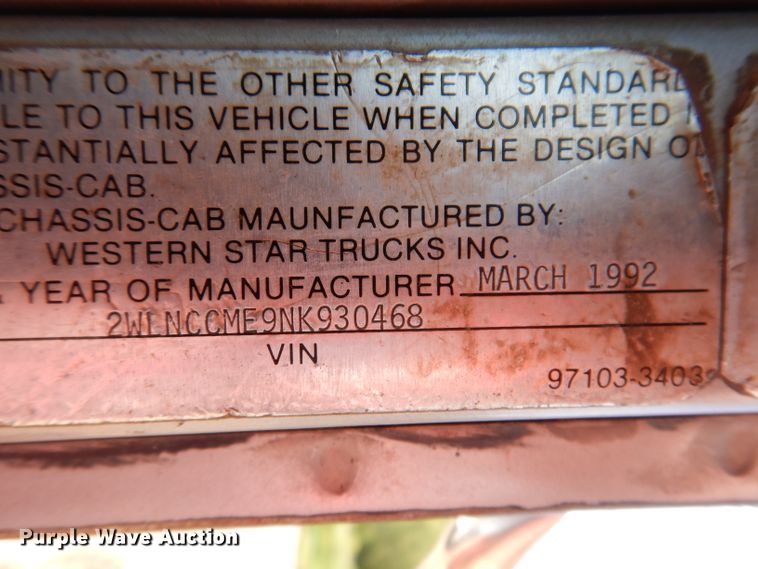 MITY TO THE OTHER SAFETY STANDARD
LE TO THIS VEHICLE WHEN COMPLETED
STANTIALLY AFFECTED BY THE DESIGN OF
SSIS-CAB.
CHASSIS-CAB MAUNFACTURED BY:
WESTERN STAR TRUCKS INC.
& YEAR OF MANUFACTURER MARCH 1992
2WLNCCME9NK930468
VIN
97103-3403
Purple Wave Auction